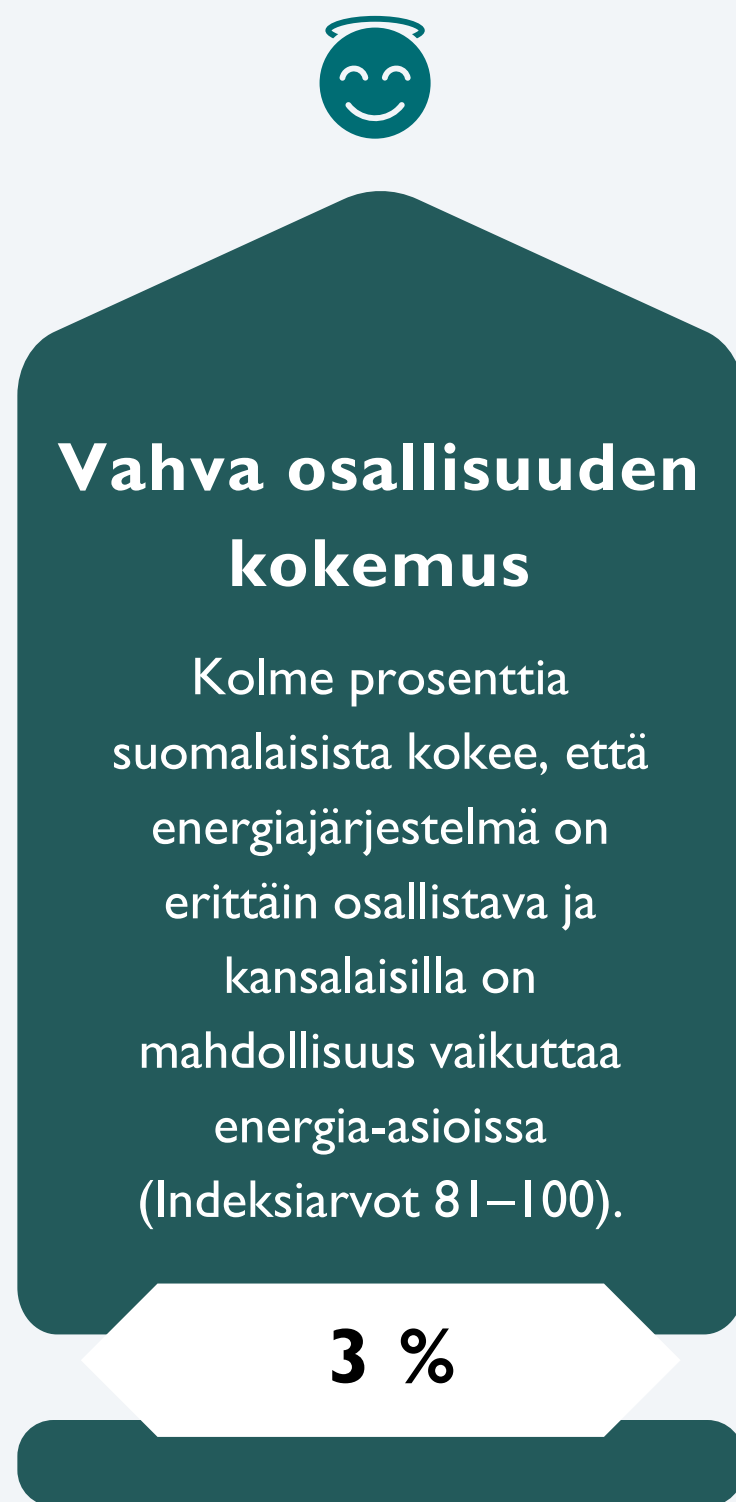 Vahva osallisuuden
kokemus
Kolme prosenttia
suomalaisista kokee, että
energiajärjestelmä on
erittäin osallistava ja
kansalaisilla on
mahdollisuus vaikuttaa
energia-asioissa
(Indeksiarvot 81–100).
3 %